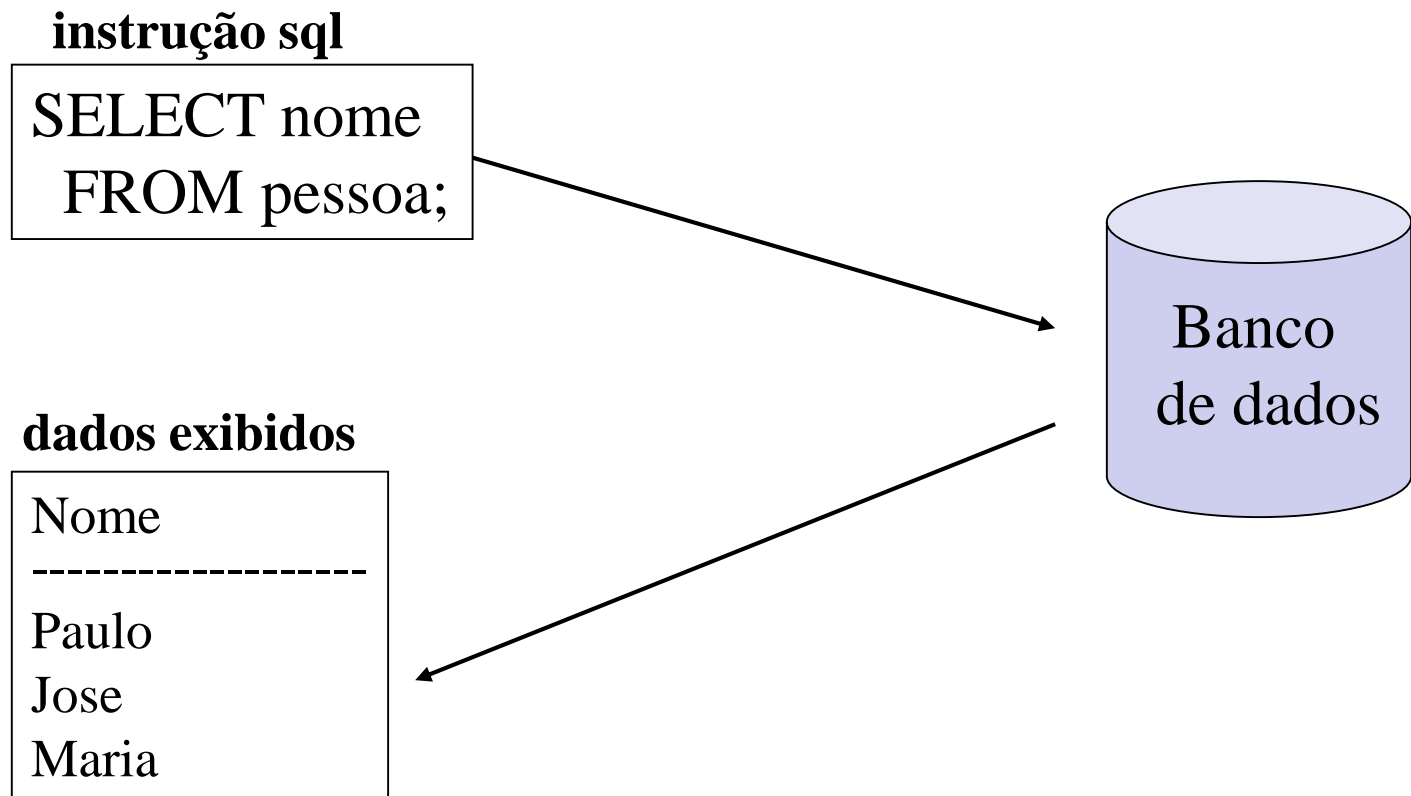 instrução sql
SELECT nome
FROM pessoa;
Banco
de dados
dados exibidos
Nome
-------------------
Paulo
Jose
Maria